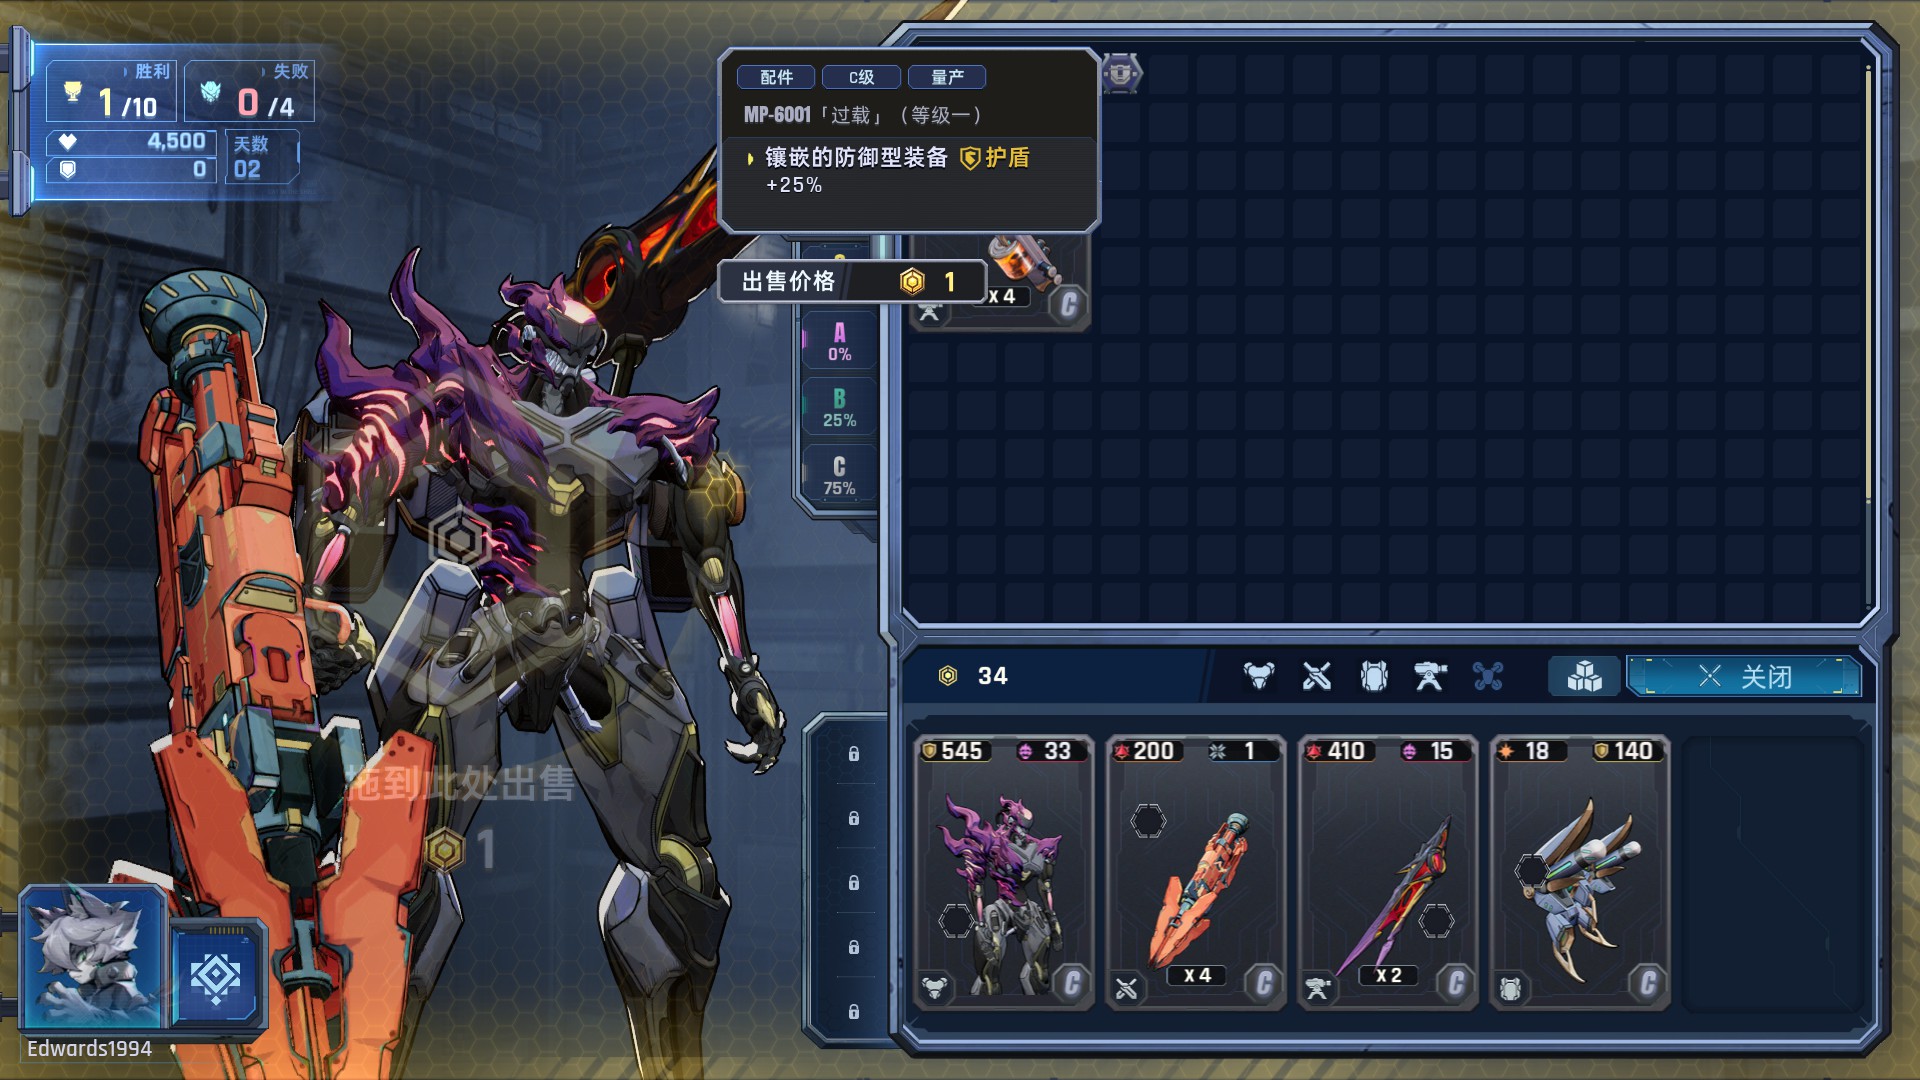 胜利
1 /10
失败
0 /4
4,500
0
天数
02
配件
C级
量产
MP-6001「过载」（等级一）
镶嵌的防御型装备 护盾
+25%
出售价格 1
x 4
C
A
0%
B
25%
C
75%
34
关闭
545
33
C
200
1
x 4
C
410
15
x 2
C
18
140
C
拖到此处出售
1
Edwards1994